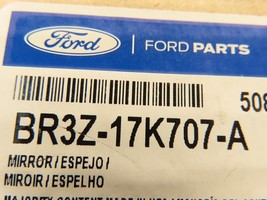 Ford | FORD PARTS
508
BR3Z-17K707-A
MIRROR/ESPEJO/
MIROIR/ESPELHO